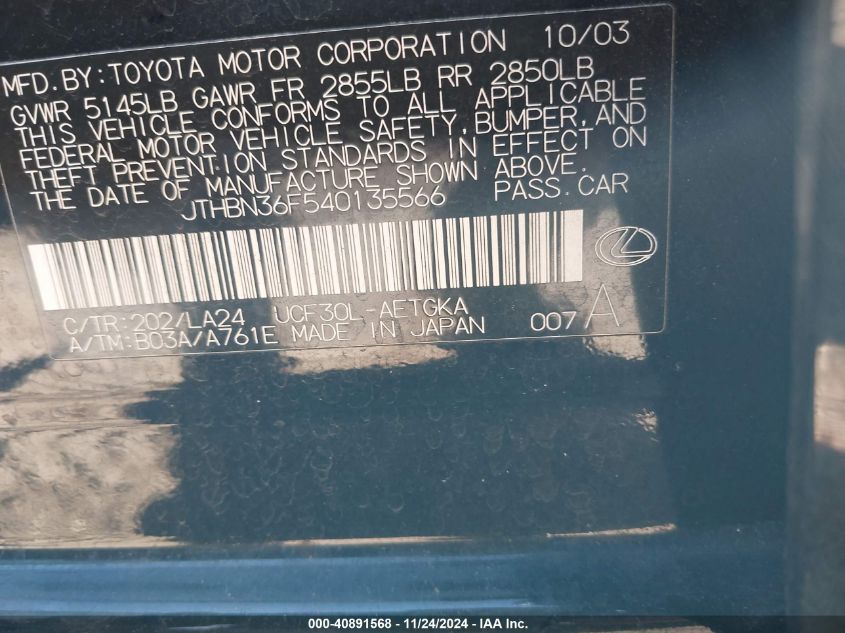 MFD.BY:TOYOTA MOTOR CORPORATION 10/03
GVWR 5145LB GAWR FR 2855LB RR 2850LB
THIS VEHICLE CONFORMS TO ALL APPLICABLE
FEDERAL MOTOR VEHICLE SAFETY,BUMPER,AND
THEFT PREVENTION STANDARDS IN EFFECT ON
THE DATE OF MANUFACTURE SHOWN ABOVE.
JTHBN36F540135566 PASS.CAR
C/TR:202/LA24 UCF30L-AETGKA
A/TM:B03A/A761E MADE IN JAPAN 007A
000-40891568 - 11/24/2024 - IAA Inc.